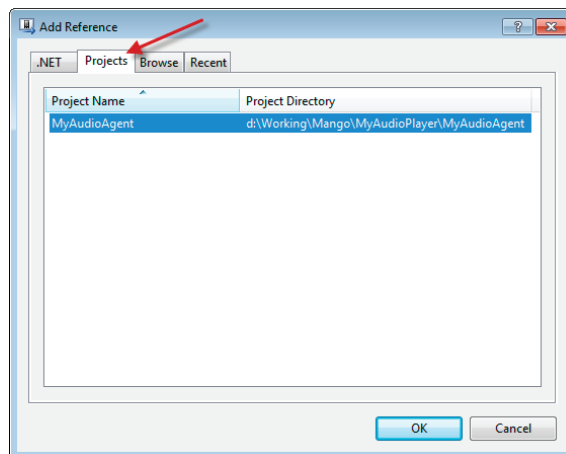 Add Reference
.NET Projects Browse Recent
Project Name Project Directory
MyAudioAgent d:\Working\Mango\MyAudioPlayer\MyAudioAgent
OK Cancel